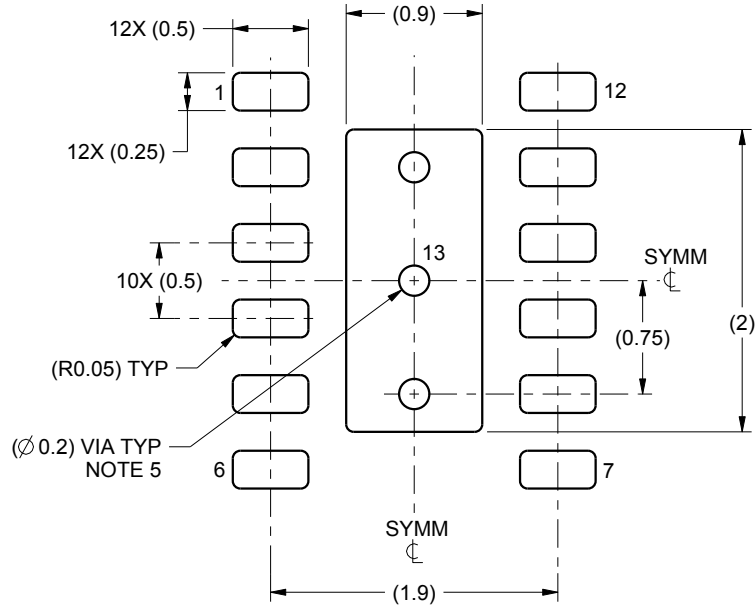 12X (0.5)
(0.9)
1
12
12X (0.25)
13
SYMM
℄
10X (0.5)
(0.75)
(2)
(R0.05) TYP
(∅ 0.2) VIA TYP
NOTE 5
6
7
SYMM
℄
(1.9)